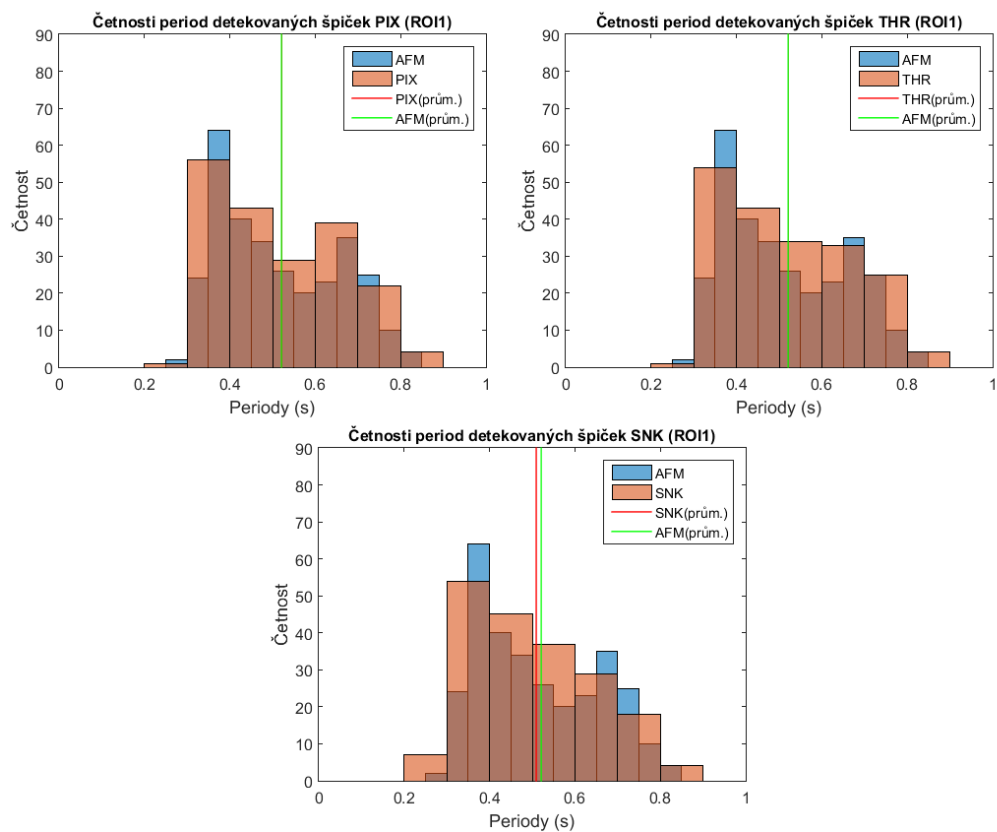 Četnosti period detekovaných špiček PIX (ROI1)
90
80
70
60
50
40
30
20
10
0
Četnost
AFM
PIX
PIX(prům.)
AFM(prům.)
0 0.2 0.4 0.6 0.8 1
Periody (s)
Četnosti period detekovaných špiček THR (ROI1)
90
80
70
60
50
40
30
20
10
0
Četnost
AFM
THR
THR(prům.)
AFM(prům.)
0 0.2 0.4 0.6 0.8 1
Periody (s)
Četnosti period detekovaných špiček SNK (ROI1)
90
80
70
60
50
40
30
20
10
0
Četnost
AFM
SNK
SNK(prům.)
AFM(prům.)
0 0.2 0.4 0.6 0.8 1
Periody (s)